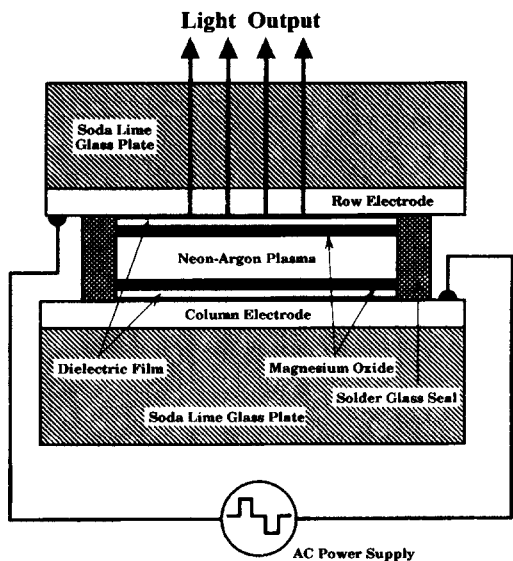 Light Output
Soda Lime
Glass Plate
Row Electrode
Neon-Argon Plasma
Column Electrode
Dielectric Film
Magnesium Oxide
Solder Glass Seal
Soda Lime Glass Plate
AC Power Supply